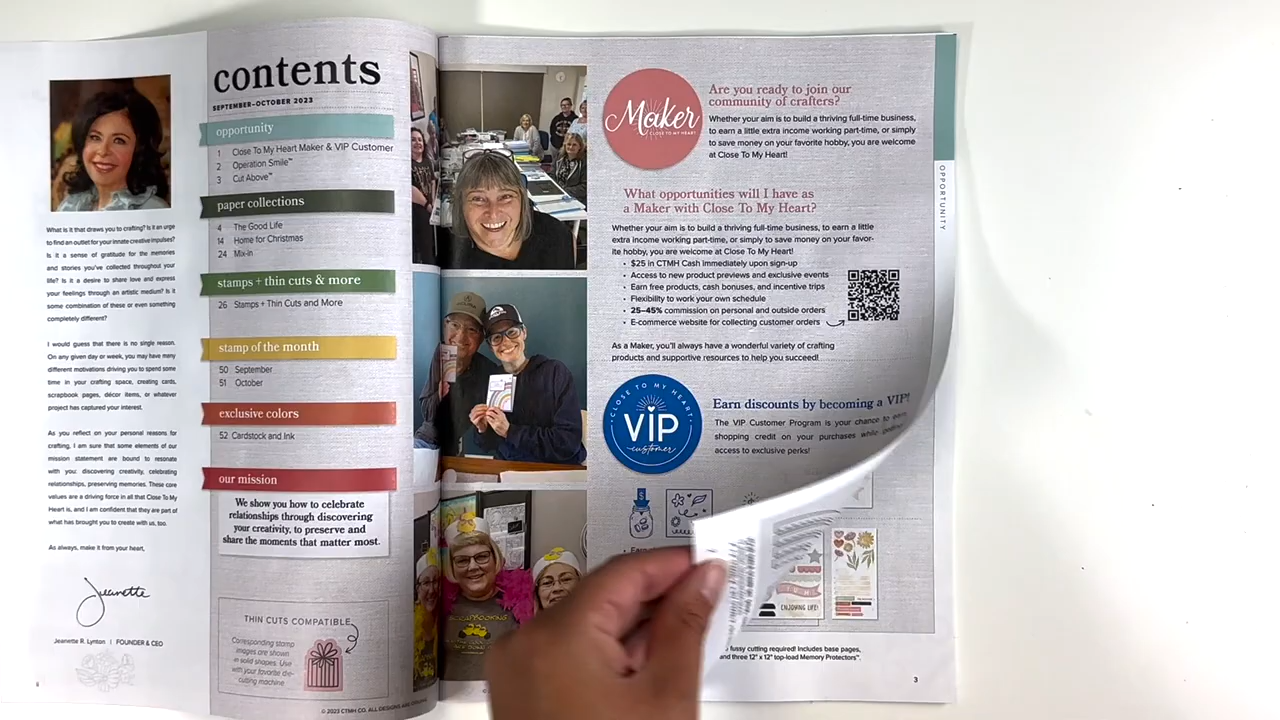 What is it that draws you to crafting? Is it an urge
to find an outlet for your innate creative impulses?
Is it a sense of gratitude for the memories
and stories you've collected throughout your
life? Is it a desire to share love and express
your feelings through an artistic medium? Is it
some combination of these or even something
completely different?
I would guess that there is no single reason.
On any given day or week, you may have many
different motivations driving you to spend some
time in your crafting space, creating cards,
scrapbook pages, décor items, or whatever
project has captured your interest.
As you reflect on your personal reasons for
crafting, I am sure that some elements of our
mission statement are bound to resonate
with you: discovering creativity, celebrating
relationships, preserving memories. These core
values are a driving force in all that Close To My
Heart is, and I am confident that they are part of
what has brought you to create with us, too.
As always, make it from your heart,
Jeanette
Jeanette R. Lynton | FOUNDER & CEO
ii
contents
SEPTEMBER–OCTOBER 2023
opportunity
1 Close To My Heart Maker & VIP Customer
2 Operation Smile™
3 Cut Above™
paper collections
4 The Good Life
14 Home for Christmas
24 Mix-in
stamps + thin cuts & more
26 Stamps + Thin Cuts and More
stamp of the month
50 September
51 October
exclusive colors
52 Cardstock and Ink
our mission
We show you how to celebrate
relationships through discovering
your creativity, to preserve and
share the moments that matter most.
THIN CUTS COMPATIBLE
Corresponding stamp
images are shown
in solid shapes. Use
with your favorite die-
cutting machine
© 2023 CTMH CO. ALL DESIGNS ARE
Maker
CLOSE TO MY HEART
Are you ready to join our
community of crafters?
Whether your aim is to build a thriving full-time business,
to earn a little extra income working part-time, or simply
to save money on your favorite hobby, you are welcome
at Close To My Heart!
What opportunities will I have as
a Maker with Close To My Heart?
Whether your aim is to build a thriving full-time business, to earn a little
extra income working part-time, or simply to save money on your favor-
ite hobby, you are welcome at Close To My Heart!
• $25 in CTMH Cash immediately upon sign-up
• Access to new product previews and exclusive events
• Earn free products, cash bonuses, and incentive trips
• Flexibility to work your own schedule
• 25–45% commission on personal and outside orders
• E-commerce website for collecting customer orders
As a Maker, you'll always have a wonderful variety of crafting
products and supportive resources to help you succeed!
CLOSE TO MY HEART
VIP
customer
Earn discounts by becoming a VIP!
The VIP Customer Program is your chance to earn
shopping credit on your purchases while
access to exclusive perks!
OPPORTUNITY
SCRAPBOOKING
ENJOYING LIFE!
fussy cutting required! Includes base pages,
and three 12" x 12" top-load Memory Protectors™.
3